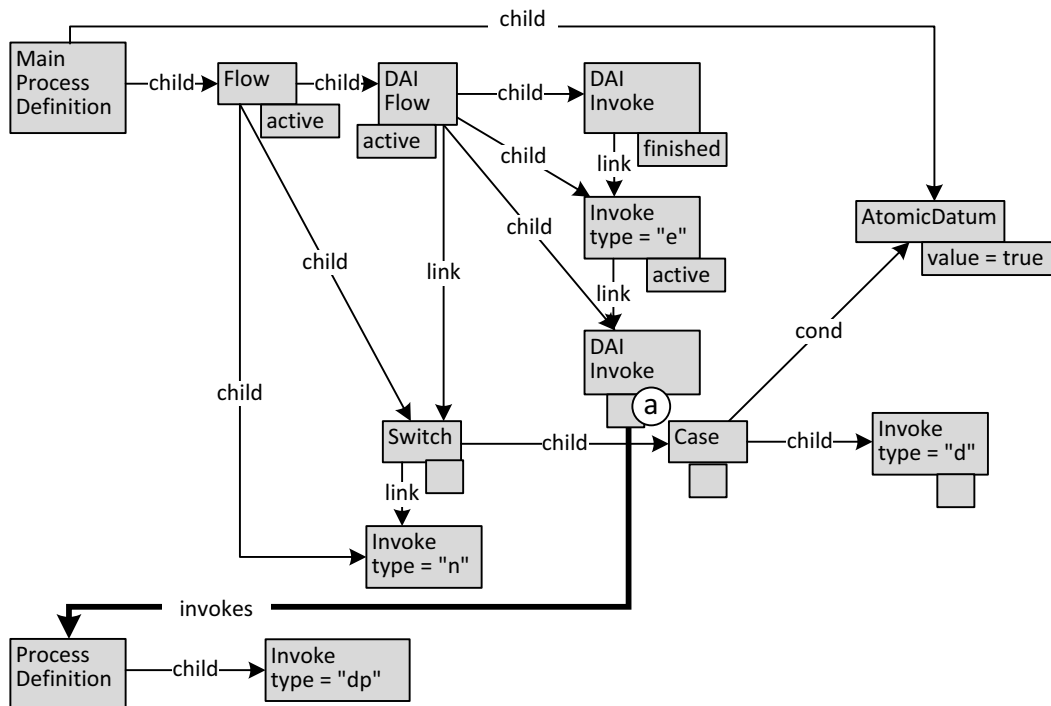 child
Main
Process
Definition
child
Flow
active
child
DAI
Flow
active
child
DAI
Invoke
finished
child
link
Invoke
type = "e"
active
AtomicDatum
value = true
child
child
link
link
cond
DAI
Invoke
a
child
Switch
child
Case
child
Invoke
type = "d"
link
Invoke
type = "n"
invokes
Process
Definition
child
Invoke
type = "dp"